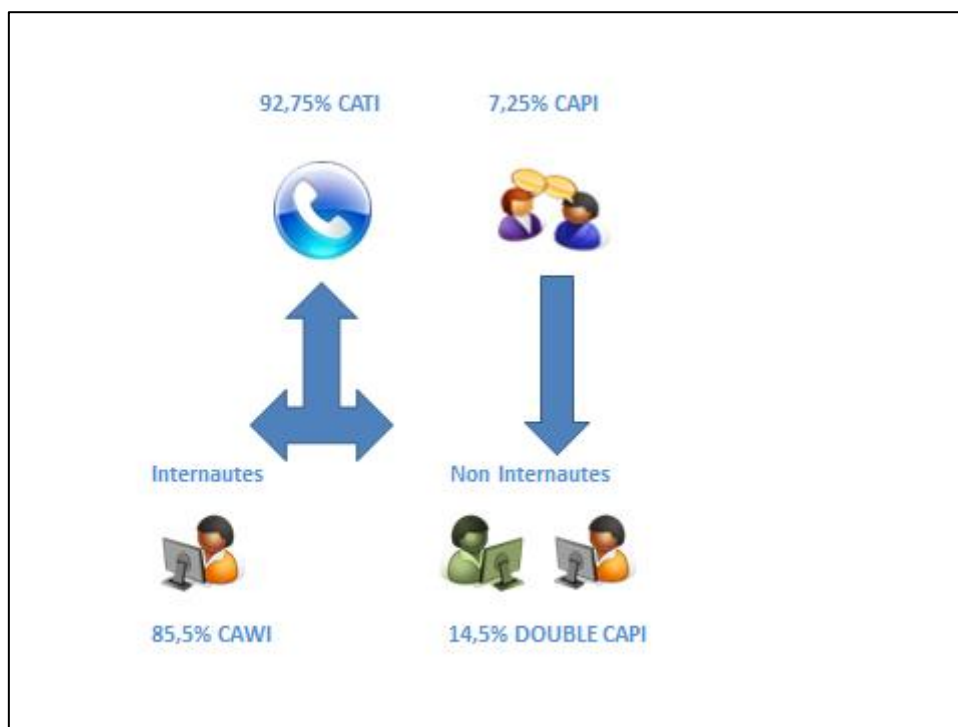 92,75% CATI
7,25% CAPI
Internautes
Non Internautes
85,5% CAWI
14,5% DOUBLE CAPI